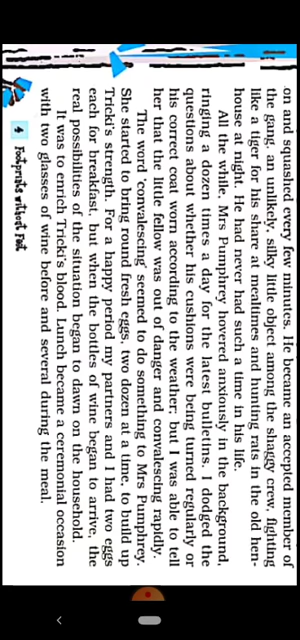 on and squashed every few minutes. He became an accepted member of
the gang, an unlikely, silky little object among the shaggy crew, fighting
like a tiger for his share at mealtimes and hunting rats in the old hen-
house at night. He had never had such a time in his life.
All the while, Mrs Pumphrey hovered anxiously in the background,
ringing a dozen times a day for the latest bulletins. I dodged the
questions about whether his cushions were being turned regularly or
his correct coat worn according to the weather; but I was able to tell
her that the little fellow was out of danger and convalescing rapidly.
The word 'convalescing' seemed to do something to Mrs Pumphrey.
She started to bring round fresh eggs, two dozen at a time, to build up
Tricki's strength. For a happy period my partners and I had two eggs
each for breakfast, but when the bottles of wine began to arrive, the
real possibilities of the situation began to dawn on the household.
It was to enrich Tricki's blood. Lunch became a ceremonial occasion
with two glasses of wine before and several during the meal.
4 Footprints without Feet